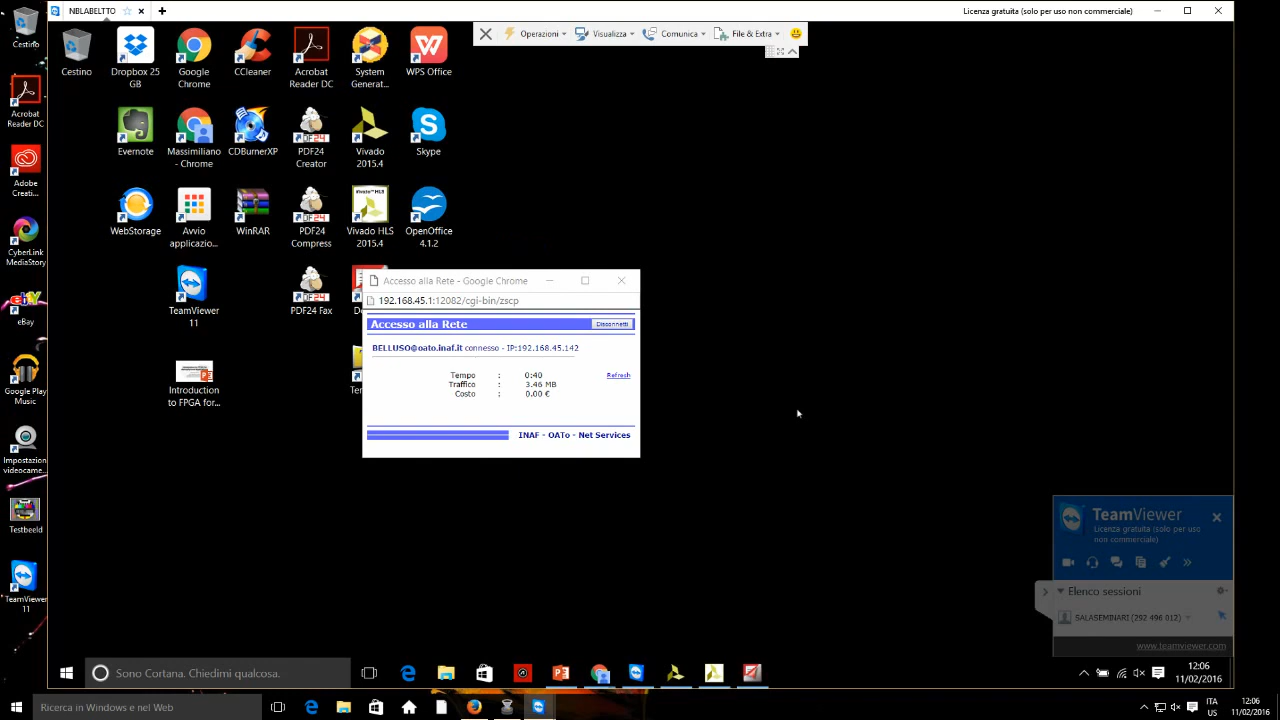 NBLABELTTO
Licenza gratuita (solo per uso non commerciale)
Operazioni
Visualizza
Comunica
File & Extra
Cestino
Acrobat
Reader DC
Adobe
Creati...
CyberLink
MediaStory
eBay
Google Play
Music
Impostazioni
videocame...
Testbeeld
TeamViewer
11
Cestino
Dropbox 25
GB
Google
Chrome
CCleaner
Acrobat
Reader DC
System
Generat...
WPS Office
Evernote
Massimiliano
- Chrome
CDBurnerXP
PDF24
Creator
Vivado
2015.4
Skype
WebStorage
Avvio
applicazio...
WinRAR
PDF24
Compress
Vivado HLS
2015.4
OpenOffice
4.1.2
TeamViewer
11
PDF24 Fax
Introduction
to FPGA for...
Accesso alla Rete - Google Chrome
192.168.45.1:12082/cgi-bin/zscp
Accesso alla Rete
Disconnetti
BELLUSO@oato.inaf.it connesso - IP:192.168.45.142
Tempo : 0:40
Refresh
Traffico : 3.46 MB
Costo : 0.00 €
INAF - OATo - Net Services
TeamViewer
Licenza gratuita (solo per uso
non commerciale)
Elenco sessioni
SALASEMINARI (292 496 012)
www.teamviewer.com
Sono Cortana. Chiedimi qualcosa.
12:06
11/02/2016
Ricerca in Windows e nel Web
ITA
US
12:06
11/02/2016